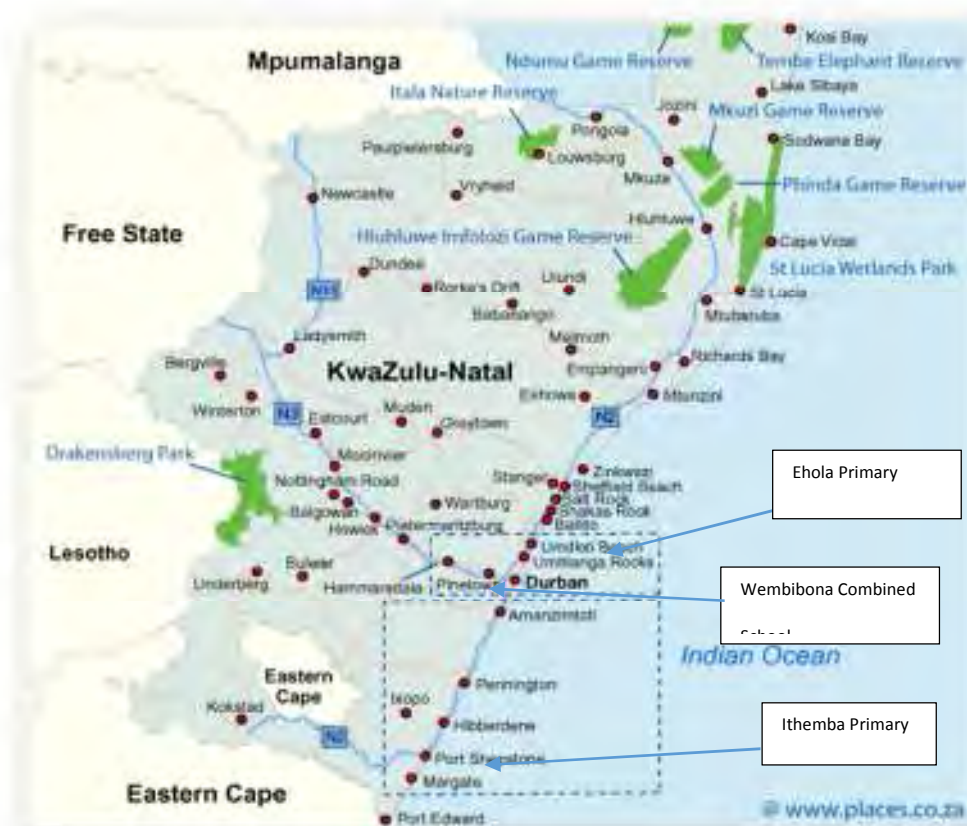 Kosi Bay
Mpumalanga
Ndumu Game Reserve
Tembe Elephant Reserve
Itala Nature Reserve
Lake Sibaya
Jozini
Mkuzi Game Reserve
Pongola
Paulpietersburg
Sodwana Bay
Louwsburg
Mkuze
Phinda Game Reserve
Newcastle
Vryheid
Hluhluwe
Free State
Hluhluwe Imfolozi Game Reserve
Cape Vidal
Dundee
St Lucia Wetlands Park
N11
Rorke's Drift
Ulundi
St Lucia
Babanango
Mtubatuba
Ladysmith
Melmoth
Richards Bay
Bergville
KwaZulu-Natal
Empangeni
Winterton
Eshowe
Mtunzini
N3
Muden
N2
Estcourt
Greytown
Drakensberg Park
Mooirivier
Zinkwazi
Ehola Primary
Nottingham Road
Stanger
Sheffield Beach
Balgowan
Wartburg
Salt Rock
Shakas Rock
Howick
Pietermaritzburg
Ballito
Lesotho
Umdloti Beach
Bulwer
Umhlanga Rocks
Underberg
Hammarsdale
Pinetown
Durban
Wembibona Combined
School
Amanzimtoti
Indian Ocean
Eastern
Cape
Pennington
Kokstad
Ixopo
Hibberdene
N2
Ithemba Primary
Port Shepstone
Margate
Eastern Cape
Port Edward
@ www.places.co.za